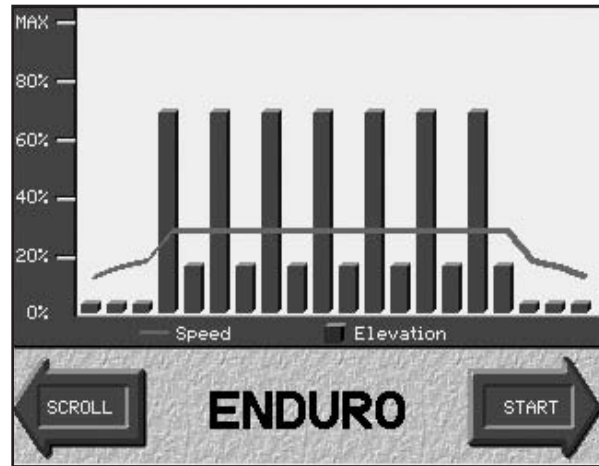 MAX
80%
60%
40%
20%
0%
Speed Elevation
SCROLL ENDURO START